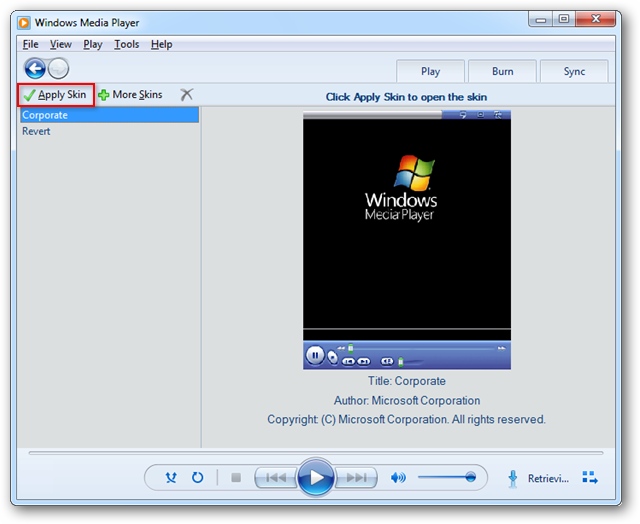 Windows Media Player
File View Play Tools Help
Play Burn Sync
Apply Skin More Skins
Click Apply Skin to open the skin
Corporate
Revert
Windows
Media Player
Title: Corporate
Author: Microsoft Corporation
Copyright: (C) Microsoft Corporation. All rights reserved.
Retrievi...